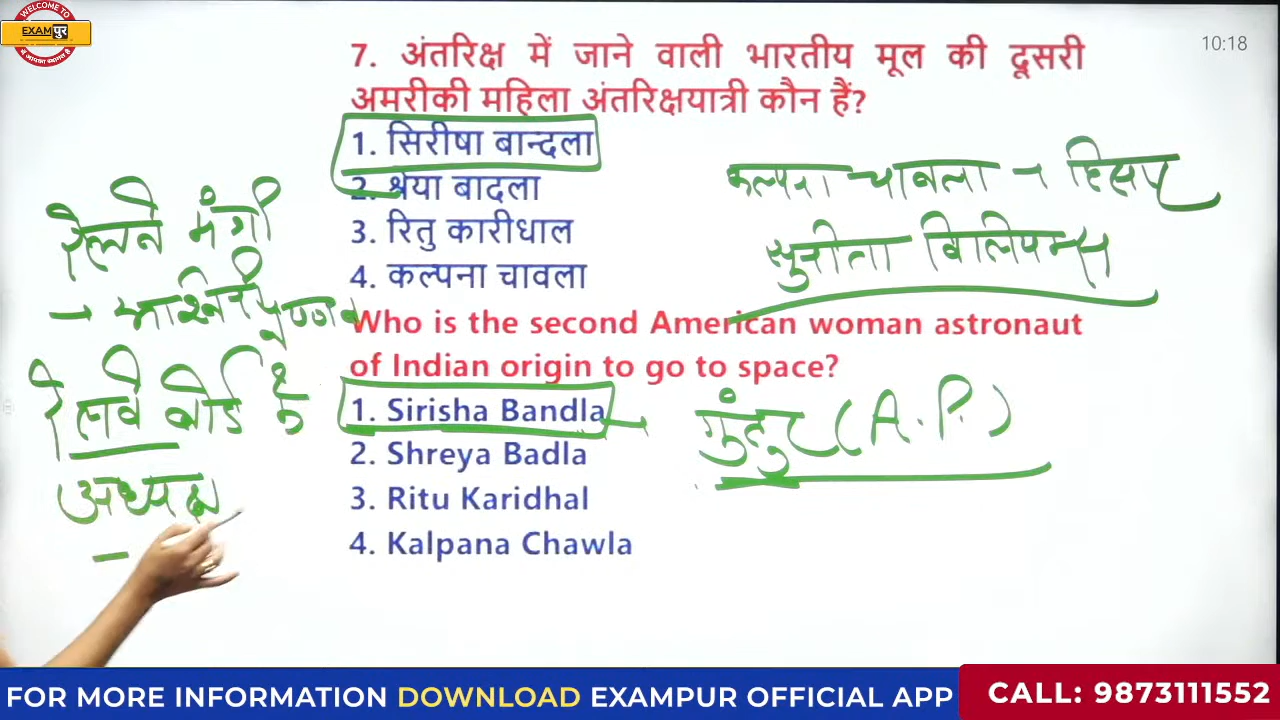 WELCOME TO
EXAMपुर
10:18
7. अंतरिक्ष में जाने वाली भारतीय मूल की दूसरी
अमरीकी महिला अंतरिक्षयात्री कौन हैं?
1. सिरीषा बान्दला
2. श्रेया बादला
3. रितु कारीधाल
4. कल्पना चावला
Who is the second American woman astronaut
of Indian origin to go to space?
1. Sirisha Bandla
2. Shreya Badla
3. Ritu Karidhal
4. Kalpana Chawla
कल्पना चावला → हिसार
सुनीता विलियम्स
→ गुंटुर (A.P.)
रेलवे मंत्री
→ अश्विनी
रेलवे बोर्ड के
अध्यक्ष
FOR MORE INFORMATION DOWNLOAD EXAMPUR OFFICIAL APP
CALL: 9873111552